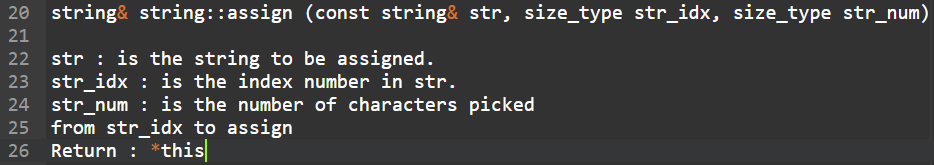 20 string& string::assign (const string& str, size_type str_idx, size_type str_num)
21
22 str : is the string to be assigned.
23 str_idx : is the index number in str.
24 str_num : is the number of characters picked
25 from str_idx to assign
26 Return : *this